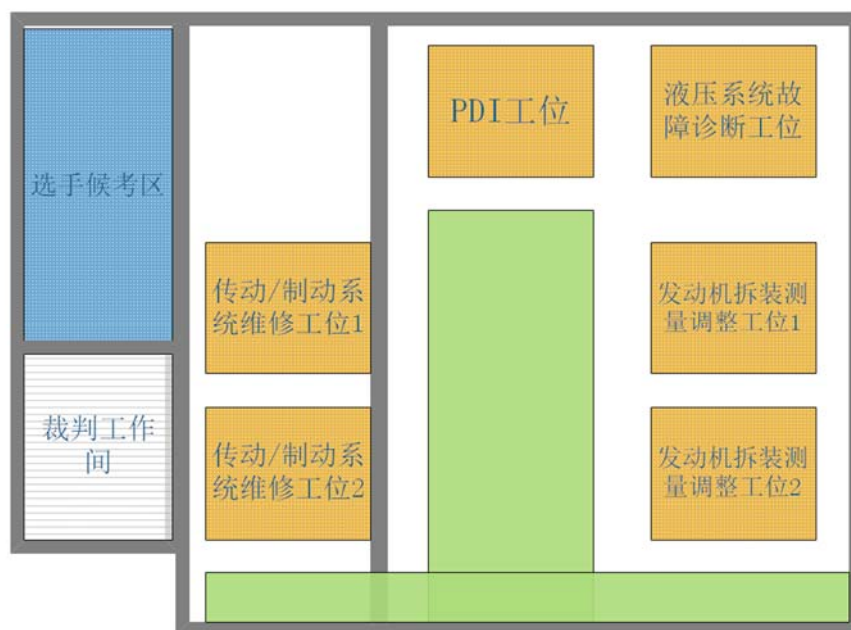 选手候考区
裁判工作
间
传动/制动系
统维修工位1
传动/制动系
统维修工位2
PDI工位
液压系统故
障诊断工位
发动机拆装测
量调整工位1
发动机拆装测
量调整工位2